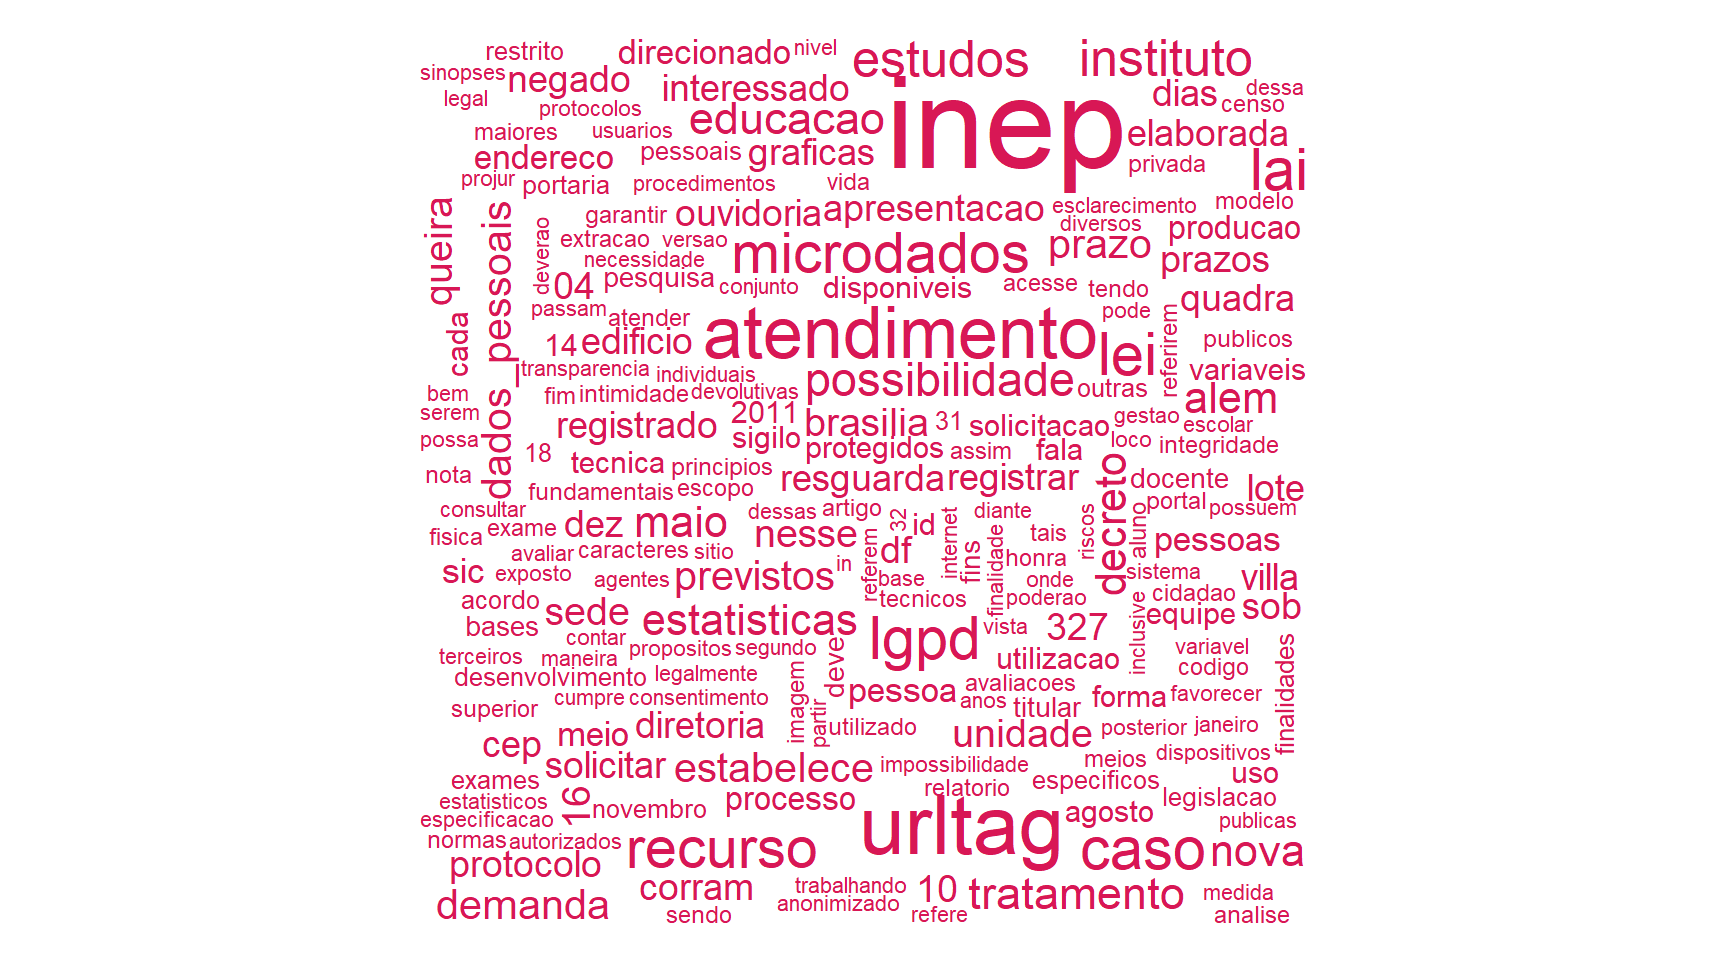 restrito direcionado nivel estudos instituto
sinopses negado interessado dias dessa
legal protocolos educacao inep censo
maiores usuarios elaborada
endereco pessoais graficas privada lai
projur portaria procedimentos vida
queira dados_pessoais garantir ouvidoria apresentacao esclarecimento modelo
deverao extracao versao microdados diversos producao
necessidade prazo prazos
04 pesquisa conjunto disponiveis acesse tendo quadra
passam atender atendimento pode referirem publicos
cada 14 edificio lei
transparencia individuais possibilidade variaveis
bem fim intimidade devolutivas outras alem
serem registrado 2011 brasilia 31 solicitacao gestao escolar
possa sigilo protegidos assim fala loco integridade
18 tecnica principios resguarda registrar decreto docente
nota fundamentais escopo portal lote
consultar dez maio dessas artigo 32 id diante possuem
fisica exame nesse internet tais riscos aluno pessoas
avaliar caracteres sitio referem df fins finalidade honra
sic exposto agentes previstos in base onde sistema villa
acordo sede tecnicos poderao cidadao sob
bases contar estatisticas lgpd vista 327 inclusive equipe
terceiros maneira propositos segundo deve utilizacao variavel finalidades
desenvolvimento legalmente imagem codigo
cumpre consentimento pessoa avaliacoes forma favorecer
superior partir anos titular
cep meio diretoria utilizado unidade posterior janeiro
solicitar estabelece impossibilidade meios dispositivos
exames relatorio especificos uso
estatisticos 16 novembro processo urltag agosto legislacao
especificacao publicas
normas autorizados recurso caso nova
protocolo
demanda corram trabalhando 10 tratamento medida
sendo anonimizado refere analise